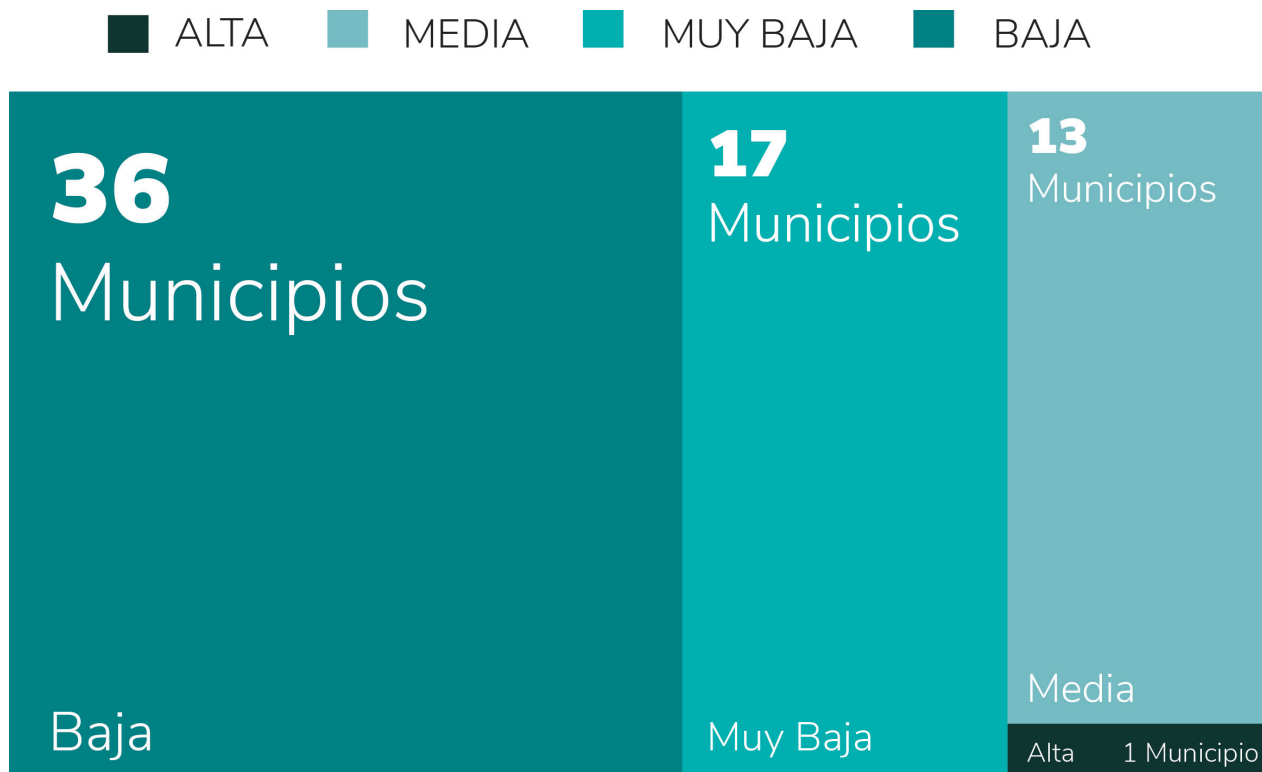 ALTA MEDIA MUY BAJA BAJA
36
Municipios
Baja
17
Municipios
Muy Baja
13
Municipios
Media
Alta 1 Municipio